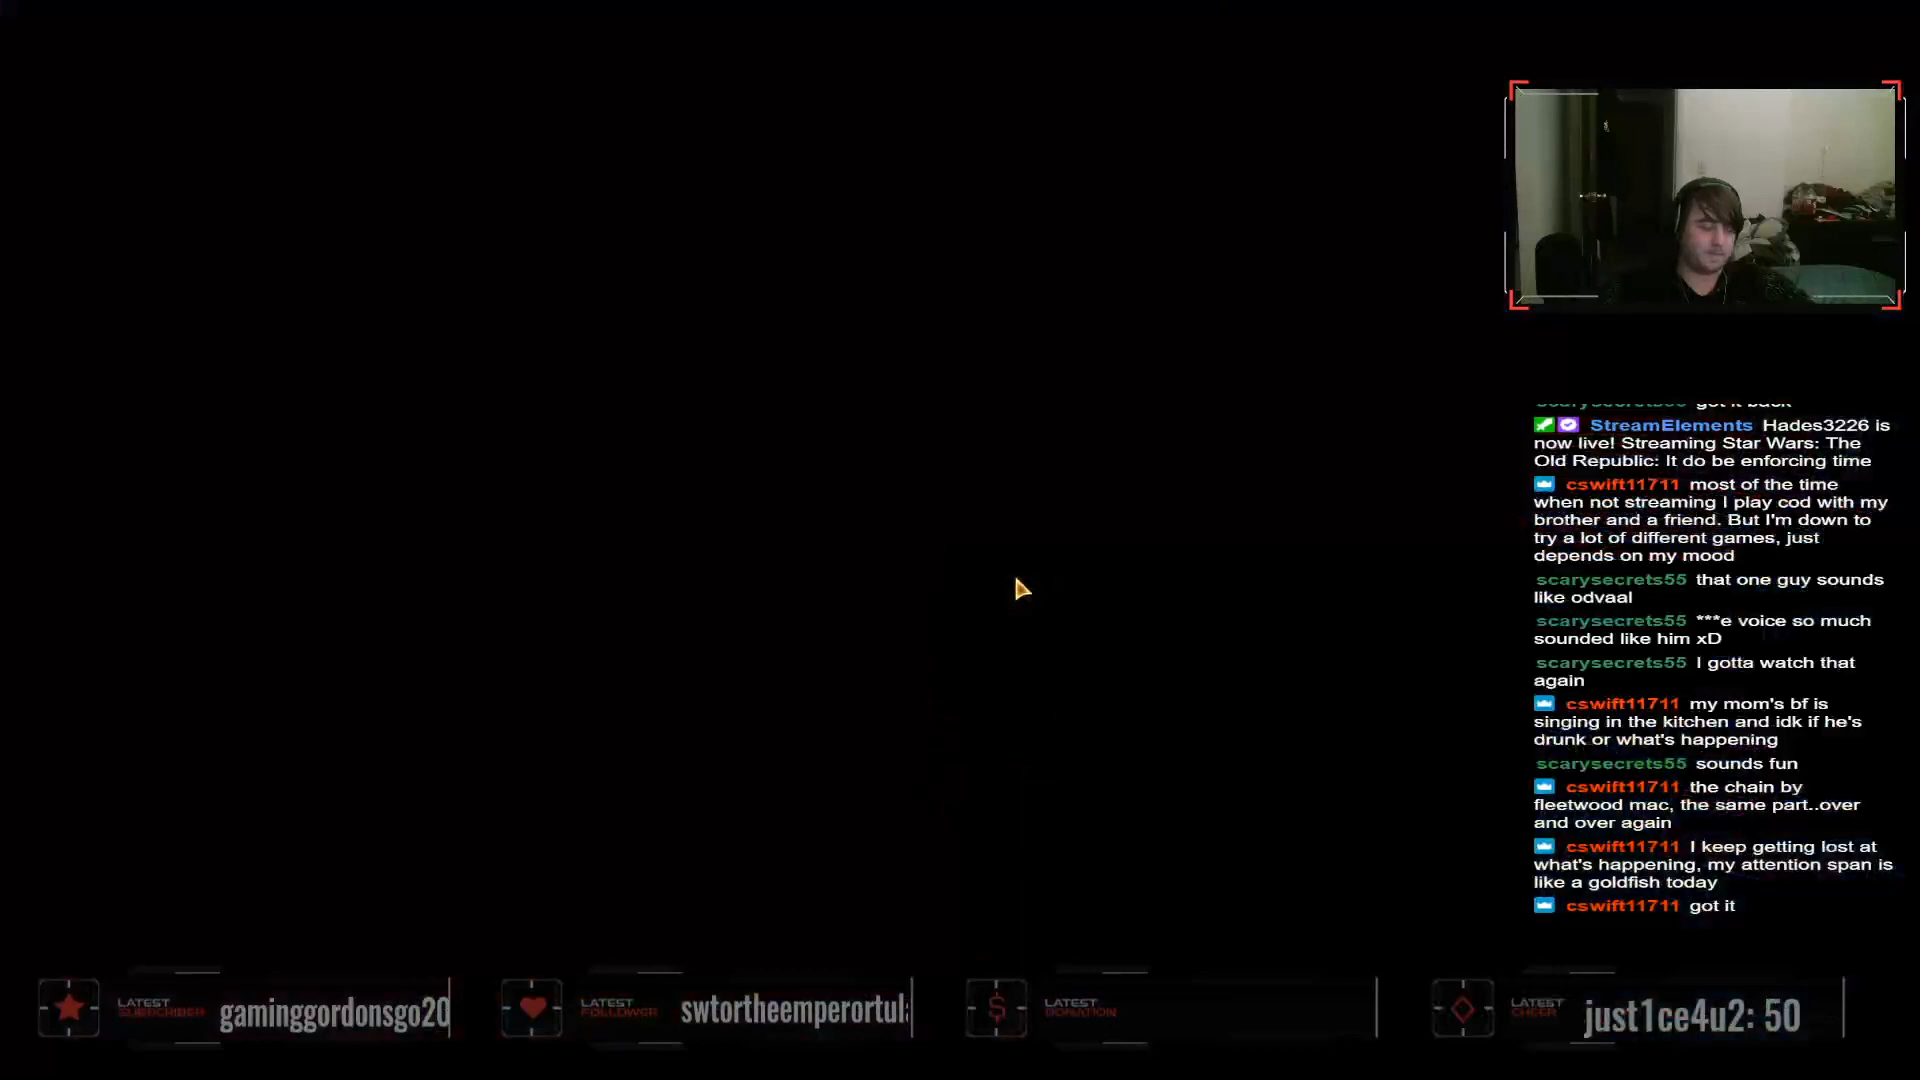 StreamElements Hades3226 is
now live! Streaming Star Wars: The
Old Republic: It do be enforcing time
cswift11711 most of the time
when not streaming I play cod with my
brother and a friend. But I'm down to
try a lot of different games, just
depends on my mood
scarysecrets55 that one guy sounds
like odvaal
scarysecrets55 ***e voice so much
sounded like him xD
scarysecrets55 I gotta watch that
again
cswift11711 my mom's bf is
singing in the kitchen and idk if he's
drunk or what's happening
scarysecrets55 sounds fun
cswift11711 the chain by
fleetwood mac, the same part..over
and over again
cswift11711 I keep getting lost at
what's happening, my attention span is
like a goldfish today
cswift11711 got it
LATEST
SUBSCRIBER
gaminggordonsgo20
LATEST
FOLLOWER
swtortheemperortul
LATEST
DONATION
LATEST
CHEER
just1ce4u2: 50